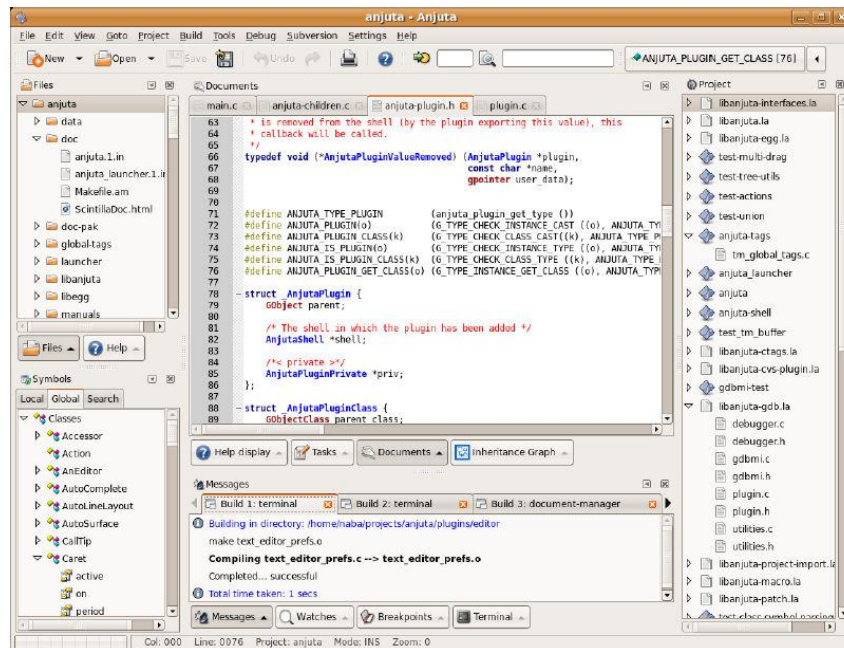 anjuta - Anjuta
File Edit View Goto Project Build Tools Debug Subversion Settings Help
New Open Save Undo ANJUTA_PLUGIN_GET_CLASS [76]
Files
anjuta
data
doc
anjuta.1.in
anjuta_launcher.1.in
Makefile.am
ScintillaDoc.html
doc-pak
global-tags
launcher
libanjuta
libegg
manuals
Files Help
Symbols
Local Global Search
Classes
Accessor
Action
AnEditor
AutoComplete
AutoLineLayout
AutoSurface
CallTip
Caret
active
on
period
Documents
main.c anjuta-children.c anjuta-plugin.h plugin.c
63 * is removed from the shell (by the plugin exporting this value), this
64 * callback will be called.
65 */
66 typedef void (*AnjutaPluginValueRemoved) (AnjutaPlugin *plugin,
67 const char *name,
68 gpointer user_data);
69
70
71 #define ANJUTA_TYPE_PLUGIN (anjuta_plugin_get_type ())
72 #define ANJUTA_PLUGIN(o) (G_TYPE_CHECK_INSTANCE_CAST ((o), ANJUTA_TY
73 #define ANJUTA_PLUGIN_CLASS(k) (G_TYPE_CHECK_CLASS_CAST((k), ANJUTA_TYPE_P
74 #define ANJUTA_IS_PLUGIN(o) (G_TYPE_CHECK_INSTANCE_TYPE ((o), ANJUTA_TY
75 #define ANJUTA_IS_PLUGIN_CLASS(k) (G_TYPE_CHECK_CLASS_TYPE ((k), ANJUTA_TYPE_
76 #define ANJUTA_PLUGIN_GET_CLASS(o) (G_TYPE_INSTANCE_GET_CLASS ((o), ANJUTA_TYP
77
78 struct _AnjutaPlugin {
79 GObject parent;
80
81 /* The shell in which the plugin has been added */
82 AnjutaShell *shell;
83
84 /*< private >*/
85 AnjutaPluginPrivate *priv;
86 };
87
88 struct _AnjutaPluginClass {
89 GObjectClass parent_class;
Help display Tasks Documents Inheritance Graph
Messages
Build 1: terminal Build 2: terminal Build 3: document-manager
Building in directory: /home/naba/projects/anjuta/plugins/editor
make text_editor_prefs.o
Compiling text_editor_prefs.c --> text_editor_prefs.o
Completed... successful
Total time taken: 1 secs
Messages Watches Breakpoints Terminal
Project
libanjuta-interfaces.la
libanjuta.la
libanjuta-egg.la
test-multi-drag
test-tree-utils
test-actions
test-union
anjuta-tags
tm_global_tags.c
anjuta_launcher
anjuta
anjuta-shell
test_tm_buffer
libanjuta-ctags.la
libanjuta-cvs-plugin.la
gdbmi-test
libanjuta-gdb.la
debugger.c
debugger.h
gdbmi.c
gdbmi.h
plugin.c
plugin.h
utilities.c
utilities.h
libanjuta-project-import.la
libanjuta-macro.la
libanjuta-patch.la
Col: 000 Line: 0076 Project: anjuta Mode: INS Zoom: 0